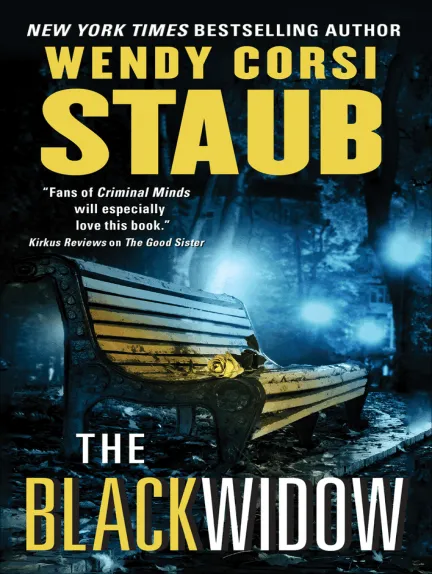 NEW YORK TIMES BESTSELLING AUTHOR
WENDY CORSI
STAUB
"Fans of Criminal Minds
will especially
love this book."
Kirkus Reviews on The Good Sister
THE
BLACKWIDOW